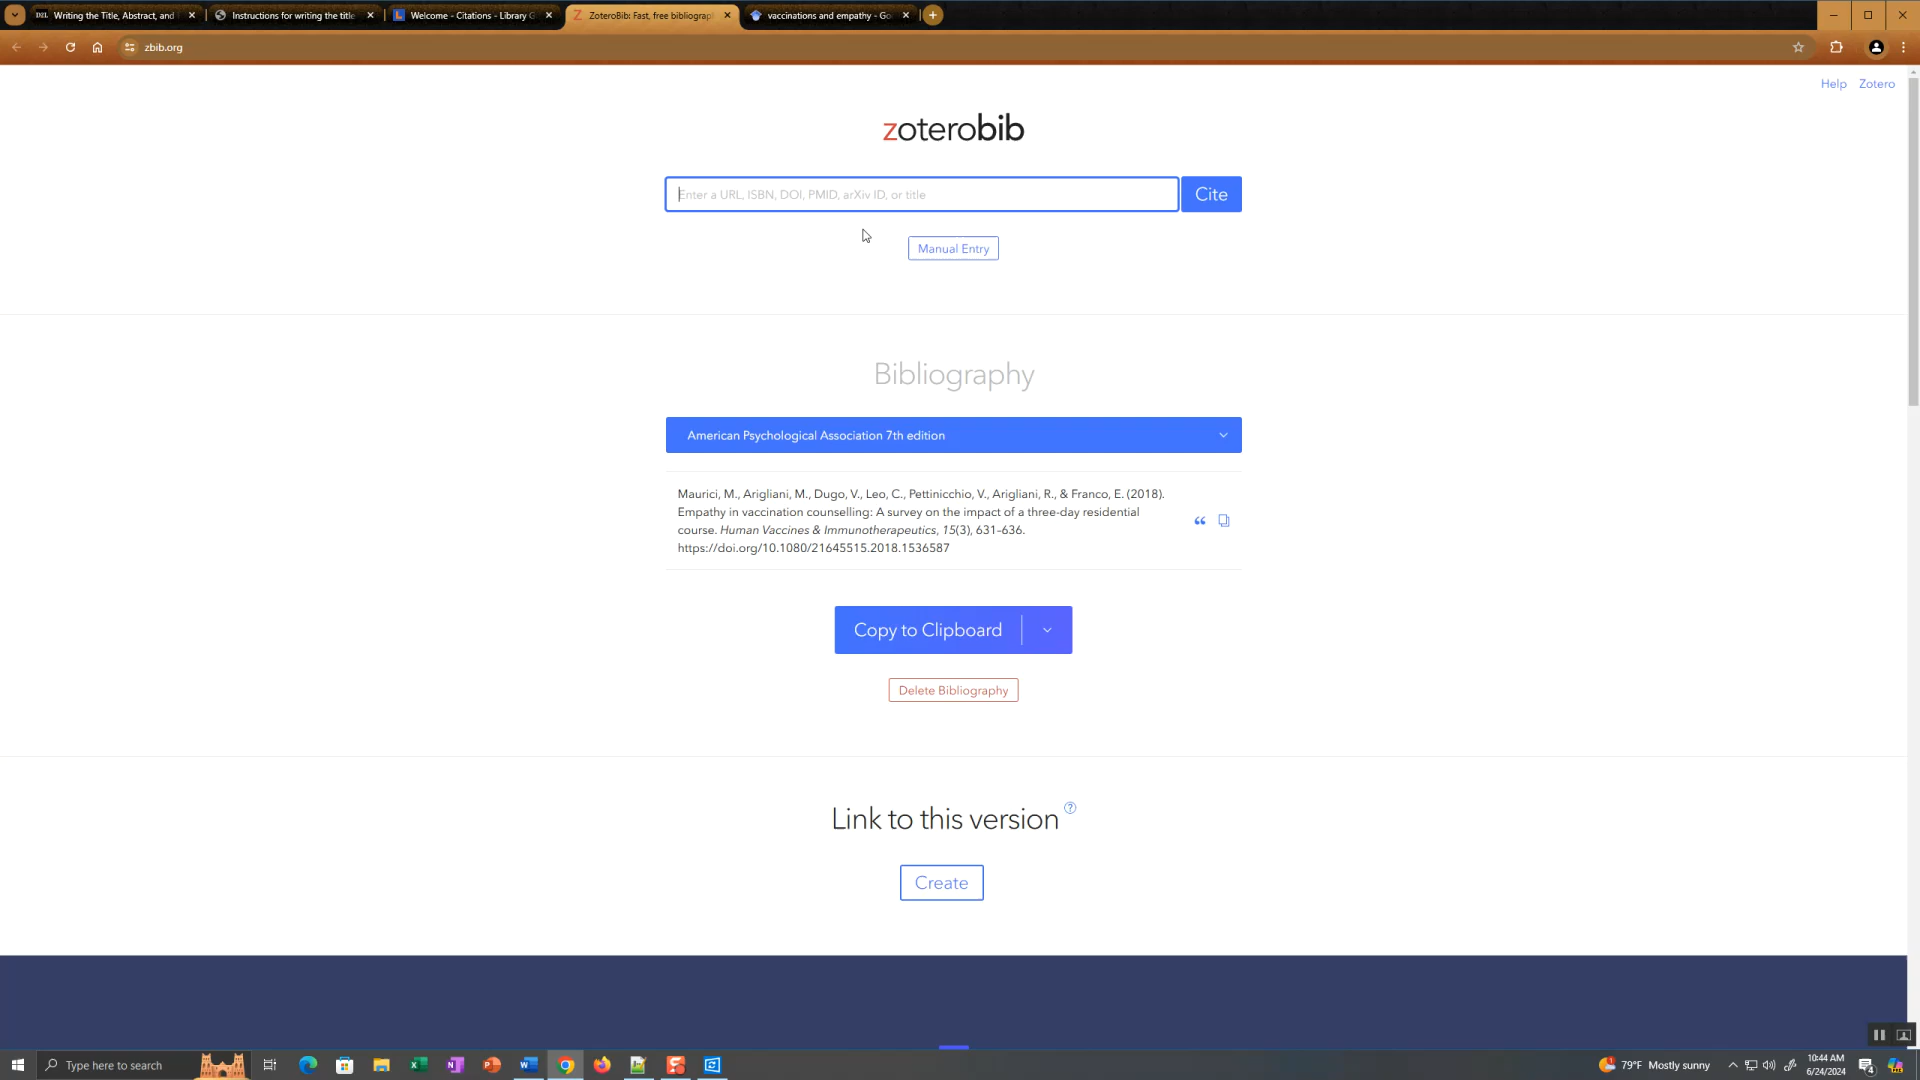 Writing the Title, Abstract, and
Instructions for writing the title
Welcome - Citations - Library G
ZoteroBib: Fast, free bibliograp
vaccinations and empathy - Go
zbib.org
Help Zotero
zoterobib
Enter a URL, ISBN, DOI, PMID, arXiv ID, or title
Cite
Manual Entry
Bibliography
American Psychological Association 7th edition
Maurici, M., Arigliani, M., Dugo, V., Leo, C., Pettinicchio, V., Arigliani, R., & Franco, E. (2018).
Empathy in vaccination counselling: A survey on the impact of a three-day residential
course. Human Vaccines & Immunotherapeutics, 15(3), 631–636.
https://doi.org/10.1080/21645515.2018.1536587
Copy to Clipboard
Delete Bibliography
Link to this version
Create
Type here to search
79°F Mostly sunny
10:44 AM
6/24/2024